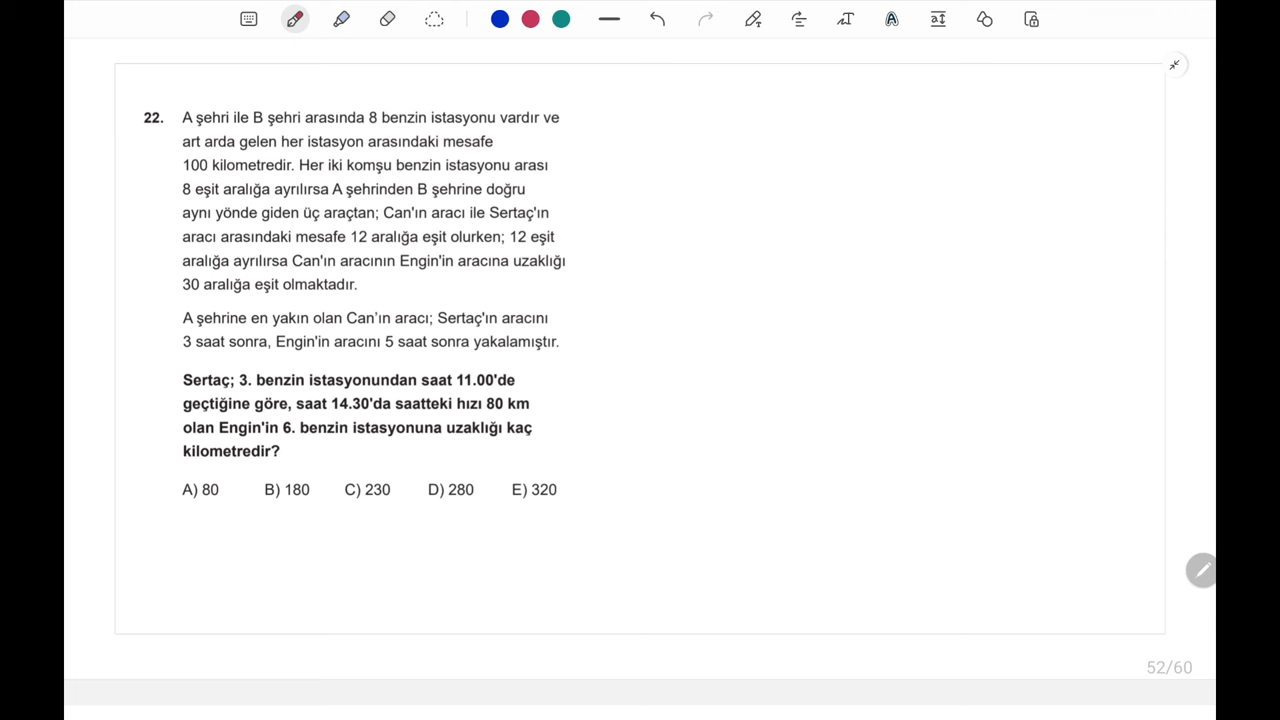 22. A şehri ile B şehri arasında 8 benzin istasyonu vardır ve
art arda gelen her istasyon arasındaki mesafe
100 kilometredir. Her iki komşu benzin istasyonu arası
8 eşit aralığa ayrılırsa A şehrinden B şehrine doğru
aynı yönde giden üç araçtan; Can'ın aracı ile Sertaç'ın
aracı arasındaki mesafe 12 aralığa eşit olurken; 12 eşit
aralığa ayrılırsa Can'ın aracının Engin'in aracına uzaklığı
30 aralığa eşit olmaktadır.
A şehrine en yakın olan Can'ın aracı; Sertaç'ın aracını
3 saat sonra, Engin'in aracını 5 saat sonra yakalamıştır.
Sertaç; 3. benzin istasyonundan saat 11.00'de
geçtiğine göre, saat 14.30'da saatteki hızı 80 km
olan Engin'in 6. benzin istasyonuna uzaklığı kaç
kilometredir?
A) 80 B) 180 C) 230 D) 280 E) 320
52/60